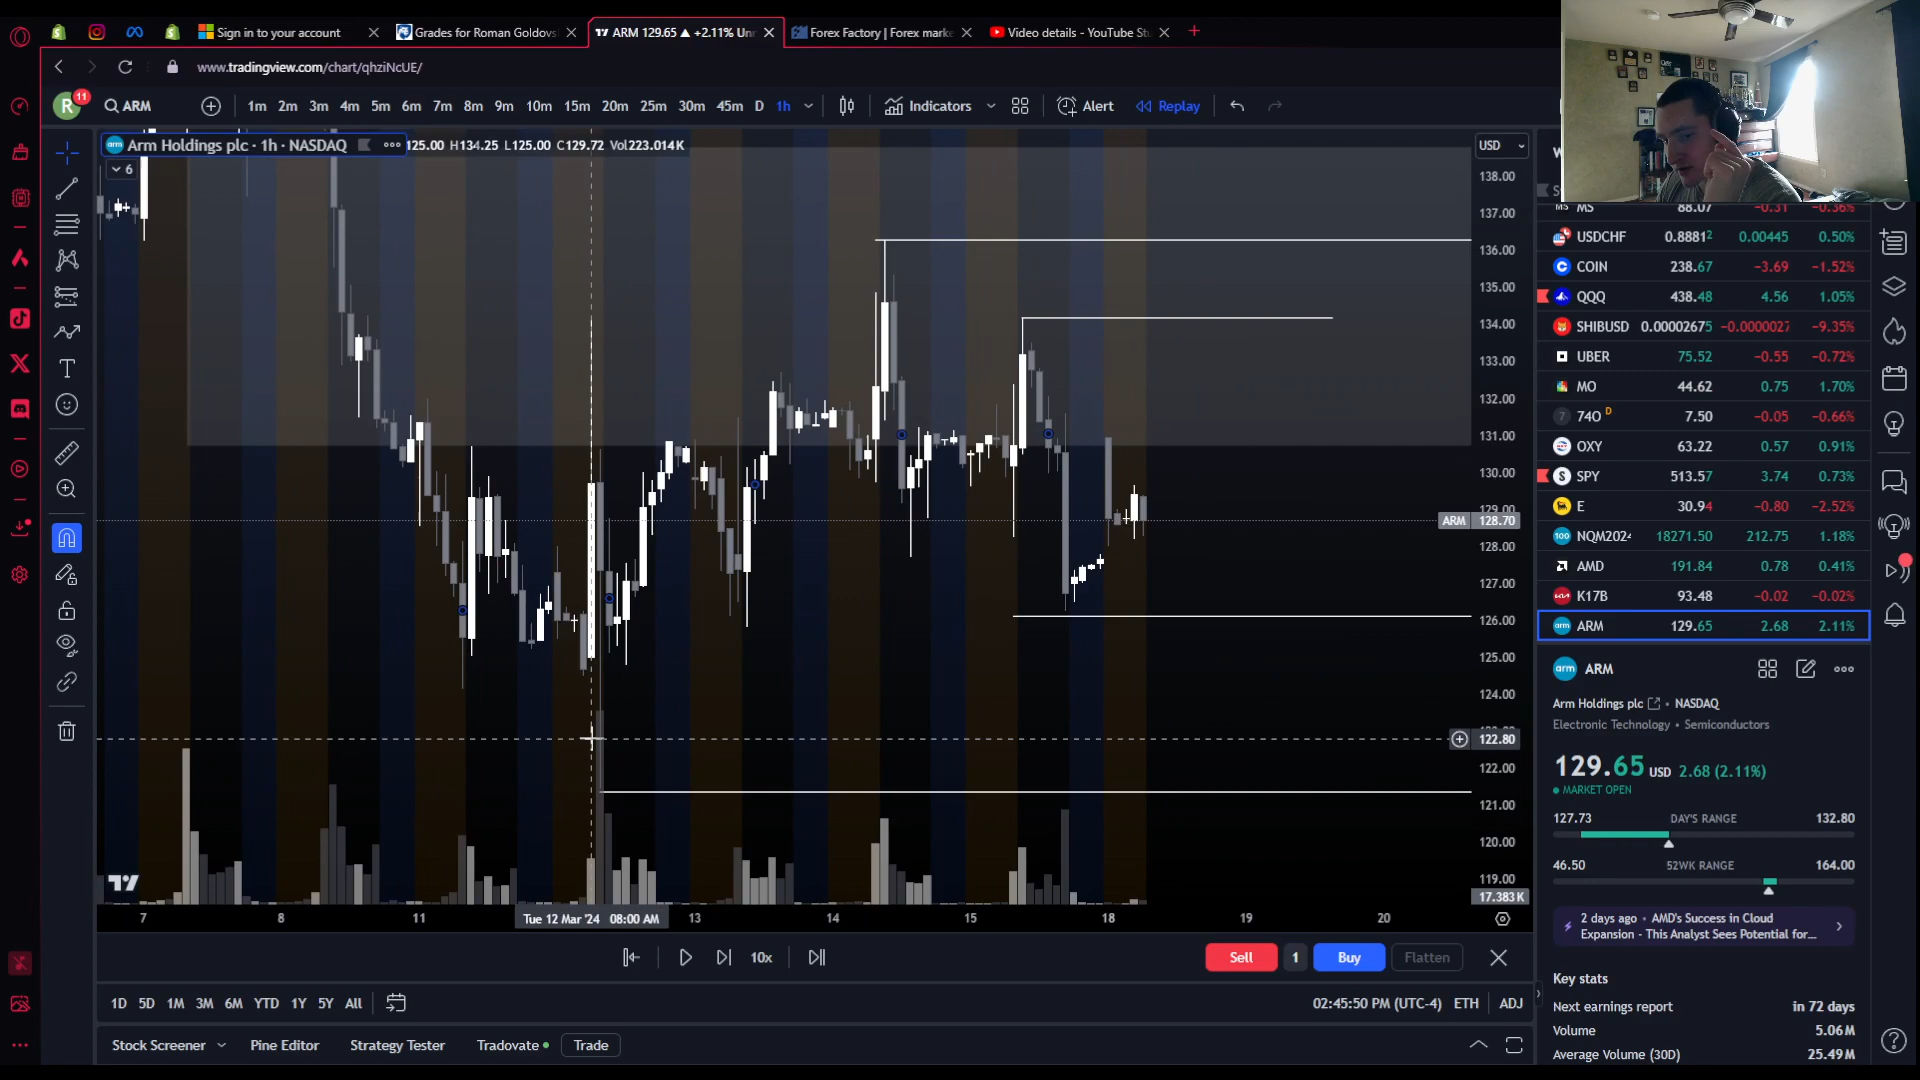 Sign in to your account
Grades for Roman Goldovs
ARM 129.65 ▲ +2.11% Un
Forex Factory | Forex marke
Video details - YouTube St
www.tradingview.com/chart/qhziNcUE/
R
11
ARM
1m 2m 3m 4m 5m 6m 7m 8m 9m 10m 15m 20m 25m 30m 45m D 1h
Indicators
Alert
Replay
Arm Holdings plc · 1h · NASDAQ
125.00 H134.25 L125.00 C129.72 Vol223.014K
6
USD
138.00
137.00
136.00
135.00
134.00
133.00
132.00
131.00
130.00
129.00
ARM 128.70
128.00
127.00
126.00
125.00
124.00
122.80
122.00
121.00
120.00
119.00
17.383K
7
8
11
Tue 12 Mar '24 08:00 AM
13
14
15
18
19
20
10x
Sell
1
Buy
Flatten
1D 5D 1M 3M 6M YTD 1Y 5Y All
02:45:50 PM (UTC-4) ETH ADJ
Stock Screener
Pine Editor
Strategy Tester
Tradovate
Trade
MS 88.07 −0.31 −0.36%
USDCHF 0.88812 0.00445 0.50%
COIN 238.67 −3.69 −1.52%
QQQ 438.48 4.56 1.05%
SHIBUSD 0.00002675 −0.0000027 −9.35%
UBER 75.52 −0.55 −0.72%
MO 44.62 0.75 1.70%
74O D 7.50 −0.05 −0.66%
OXY 63.22 0.57 0.91%
SPY 513.57 3.74 0.73%
E 30.94 −0.80 −2.52%
NQM2024 18271.50 212.75 1.18%
AMD 191.84 0.78 0.41%
K17B 93.48 −0.02 −0.02%
ARM 129.65 2.68 2.11%
arm ARM
Arm Holdings plc • NASDAQ
Electronic Technology • Semiconductors
129.65 USD 2.68 (2.11%)
MARKET OPEN
127.73 DAY'S RANGE 132.80
46.50 52WK RANGE 164.00
2 days ago • AMD's Success in Cloud
Expansion - This Analyst Sees Potential for...
Key stats
Next earnings report in 72 days
Volume 5.06M
Average Volume (30D) 25.49M